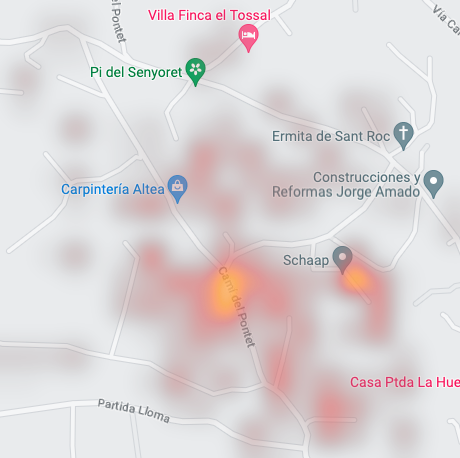 del Pontet
Villa Finca el Tossal
Via Ca
Pi del Senyoret
Ermita de Sant Roc
Construcciones y
Reformas Jorge Amado
Carpintería Altea
Schaap
Camí del Pontet
Casa Ptda La Hue
Partida Lloma